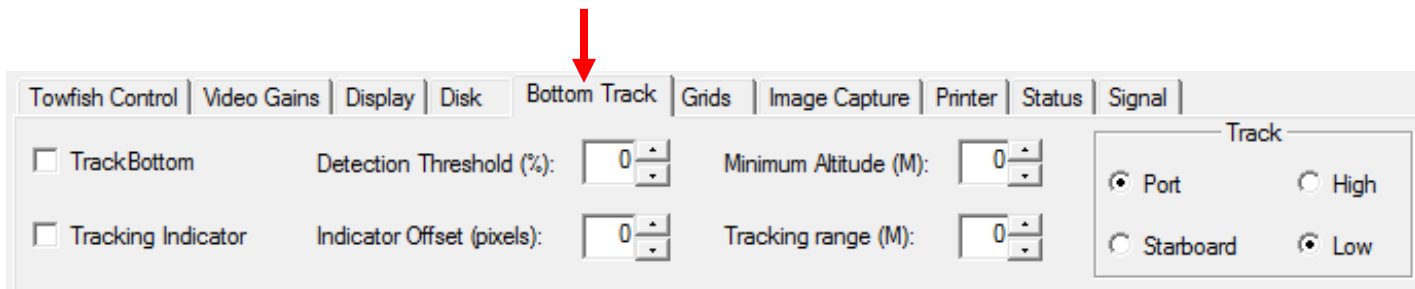 Towfish Control Video Gains Display Disk Bottom Track Grids Image Capture Printer Status Signal
Track
TrackBottom Detection Threshold (%): 0 Minimum Altitude (M): 0 Port High
Tracking Indicator Indicator Offset (pixels): 0 Tracking range (M): 0 Starboard Low